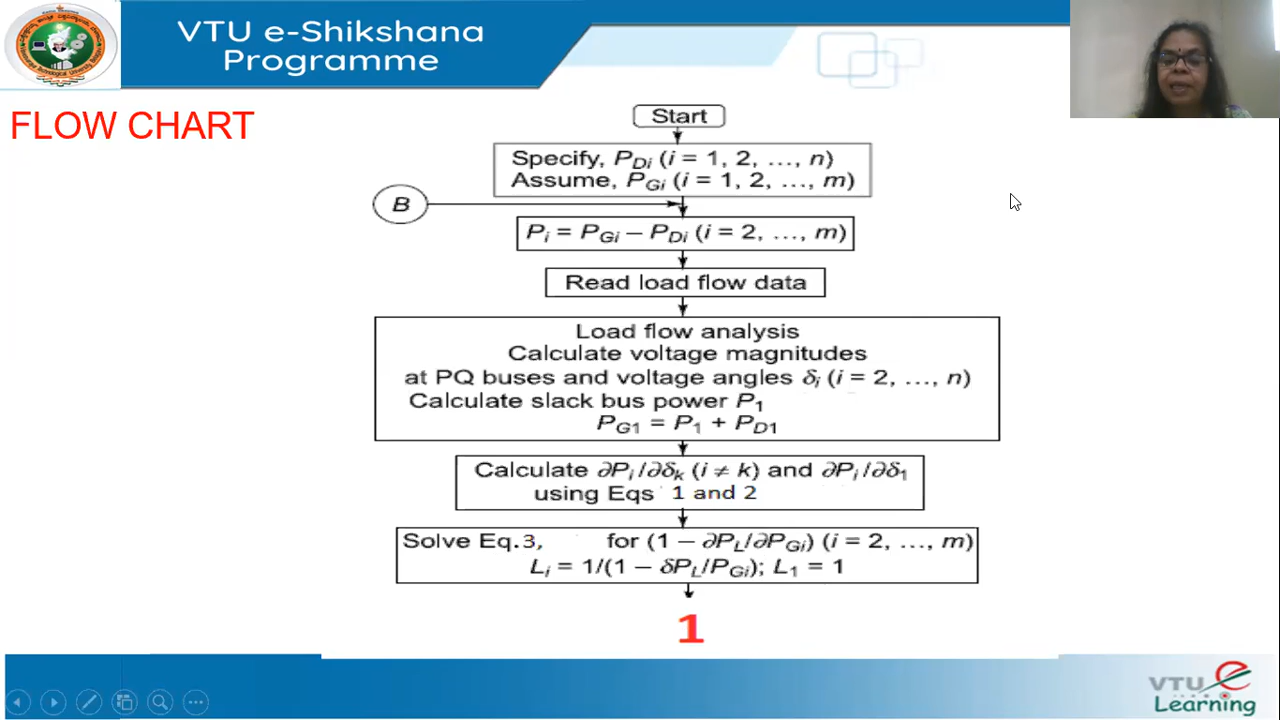 VTU e-Shikshana
Programme
FLOW CHART
Start
Specify, P_Di (i = 1, 2, ..., n)
Assume, P_Gi (i = 1, 2, ..., m)
B
P_i = P_Gi − P_Di (i = 2, ..., m)
Read load flow data
Load flow analysis
Calculate voltage magnitudes
at PQ buses and voltage angles δ_i (i = 2, ..., n)
Calculate slack bus power P_1
P_G1 = P_1 + P_D1
Calculate ∂P_i/∂δ_k (i ≠ k) and ∂P_i/∂δ_1
using Eqs 1 and 2
Solve Eq.3, for (1 − ∂P_L/∂P_Gi) (i = 2, ..., m)
L_i = 1/(1 − δP_L/P_Gi); L_1 = 1
1
VTU e
Learning